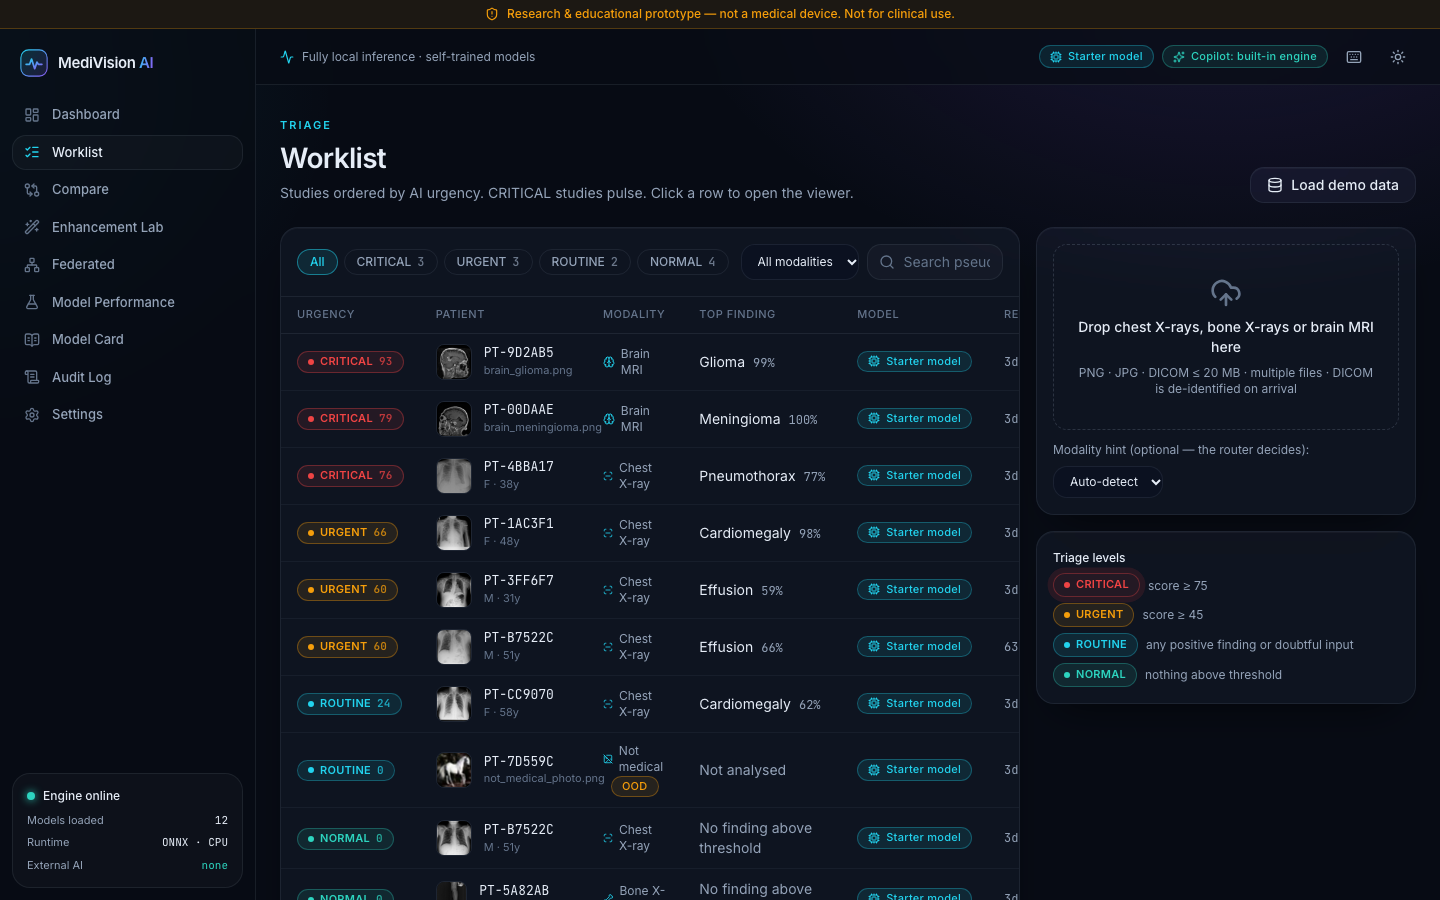 Research & educational prototype — not a medical device. Not for clinical use.
MediVision AI
Fully local inference · self-trained models
Starter model
Copilot: built-in engine
Dashboard
Worklist
Compare
Enhancement Lab
Federated
Model Performance
Model Card
Audit Log
Settings
Engine online
Models loaded 12
Runtime ONNX · CPU
External AI none
TRIAGE
Worklist
Studies ordered by AI urgency. CRITICAL studies pulse. Click a row to open the viewer.
Load demo data
All
CRITICAL 3
URGENT 3
ROUTINE 2
NORMAL 4
All modalities
Search pseuc
URGENCY PATIENT MODALITY TOP FINDING MODEL RE
CRITICAL 93 PT-9D2AB5 Brain MRI Glioma 99% Starter model 3d
brain_glioma.png
CRITICAL 79 PT-00DAAE Brain MRI Meningioma 100% Starter model 3d
brain_meningioma.png
CRITICAL 76 PT-4BBA17 Chest X-ray Pneumothorax 77% Starter model 3d
F · 38y
URGENT 66 PT-1AC3F1 Chest X-ray Cardiomegaly 98% Starter model 3d
F · 48y
URGENT 60 PT-3FF6F7 Chest X-ray Effusion 59% Starter model 3d
M · 31y
URGENT 60 PT-B7522C Chest X-ray Effusion 66% Starter model 63
M · 51y
ROUTINE 24 PT-CC9070 Chest X-ray Cardiomegaly 62% Starter model 3d
F · 58y
ROUTINE 0 PT-7D559C Not medical OOD Not analysed Starter model 3d
not_medical_photo.png
NORMAL 0 PT-B7522C Chest X-ray No finding above threshold Starter model 3d
M · 51y
NORMAL 0 PT-5A82AB Bone X- No finding above Starter model 3d
Drop chest X-rays, bone X-rays or brain MRI
here
PNG · JPG · DICOM ≤ 20 MB · multiple files · DICOM
is de-identified on arrival
Modality hint (optional — the router decides):
Auto-detect
Triage levels
CRITICAL score ≥ 75
URGENT score ≥ 45
ROUTINE any positive finding or doubtful input
NORMAL nothing above threshold